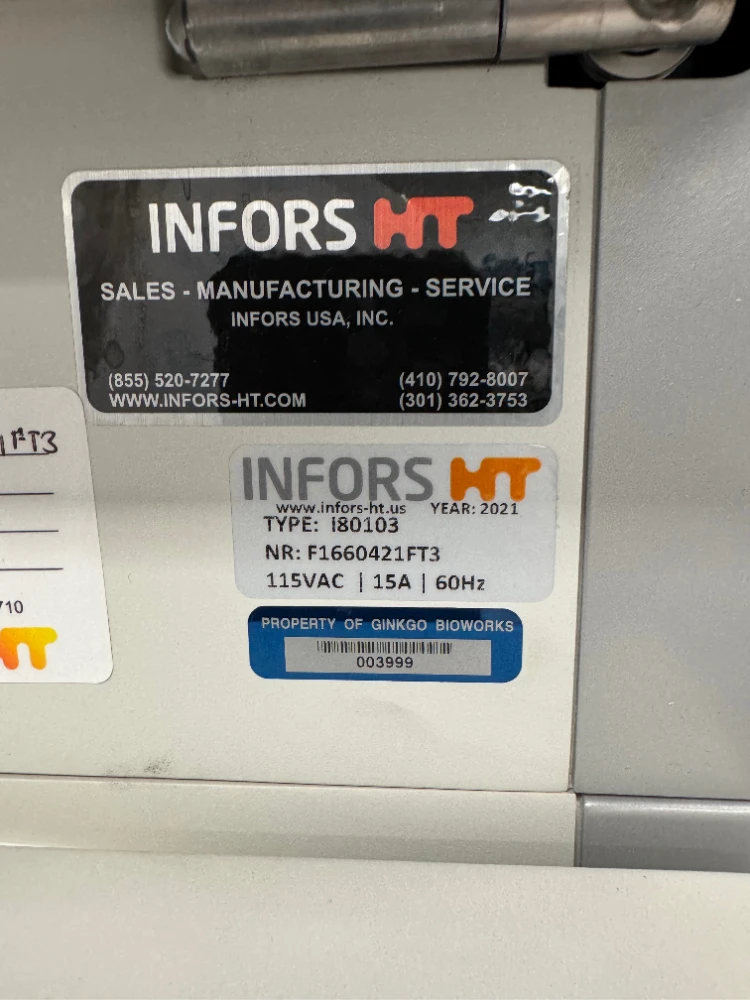 INFORS HT
SALES - MANUFACTURING - SERVICE
INFORS USA, INC.
(855) 520-7277 (410) 792-8007
WWW.INFORS-HT.COM (301) 362-3753
FT3
710
HT
INFORS HT
www.infors-ht.us YEAR: 2021
TYPE: I80103
NR: F1660421FT3
115VAC | 15A | 60Hz
PROPERTY OF GINKGO BIOWORKS
003999